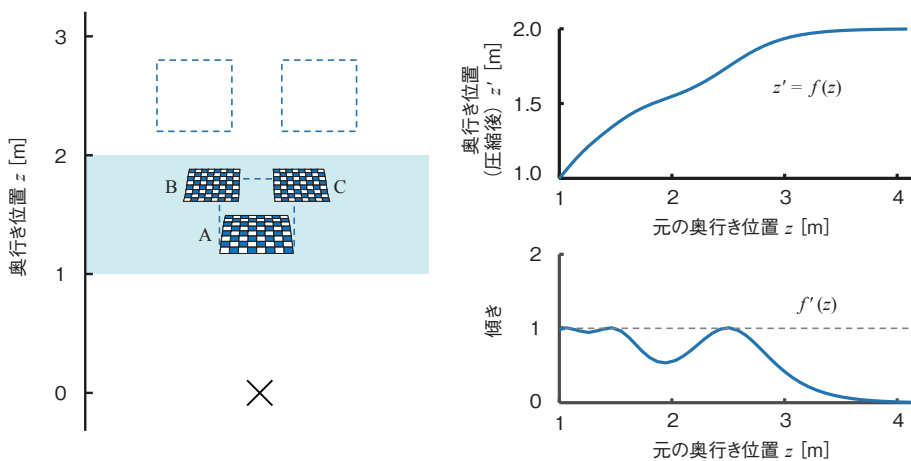 奥行き位置 z [m]
3
2
1
0
B
C
A
奥行き位置
(圧縮後) z′ [m]
2.0
1.5
1.0
z′ = f(z)
1
2
3
4
元の奥行き位置 z [m]
傾き
2
1
0
f′(z)
1
2
3
4
元の奥行き位置 z [m]